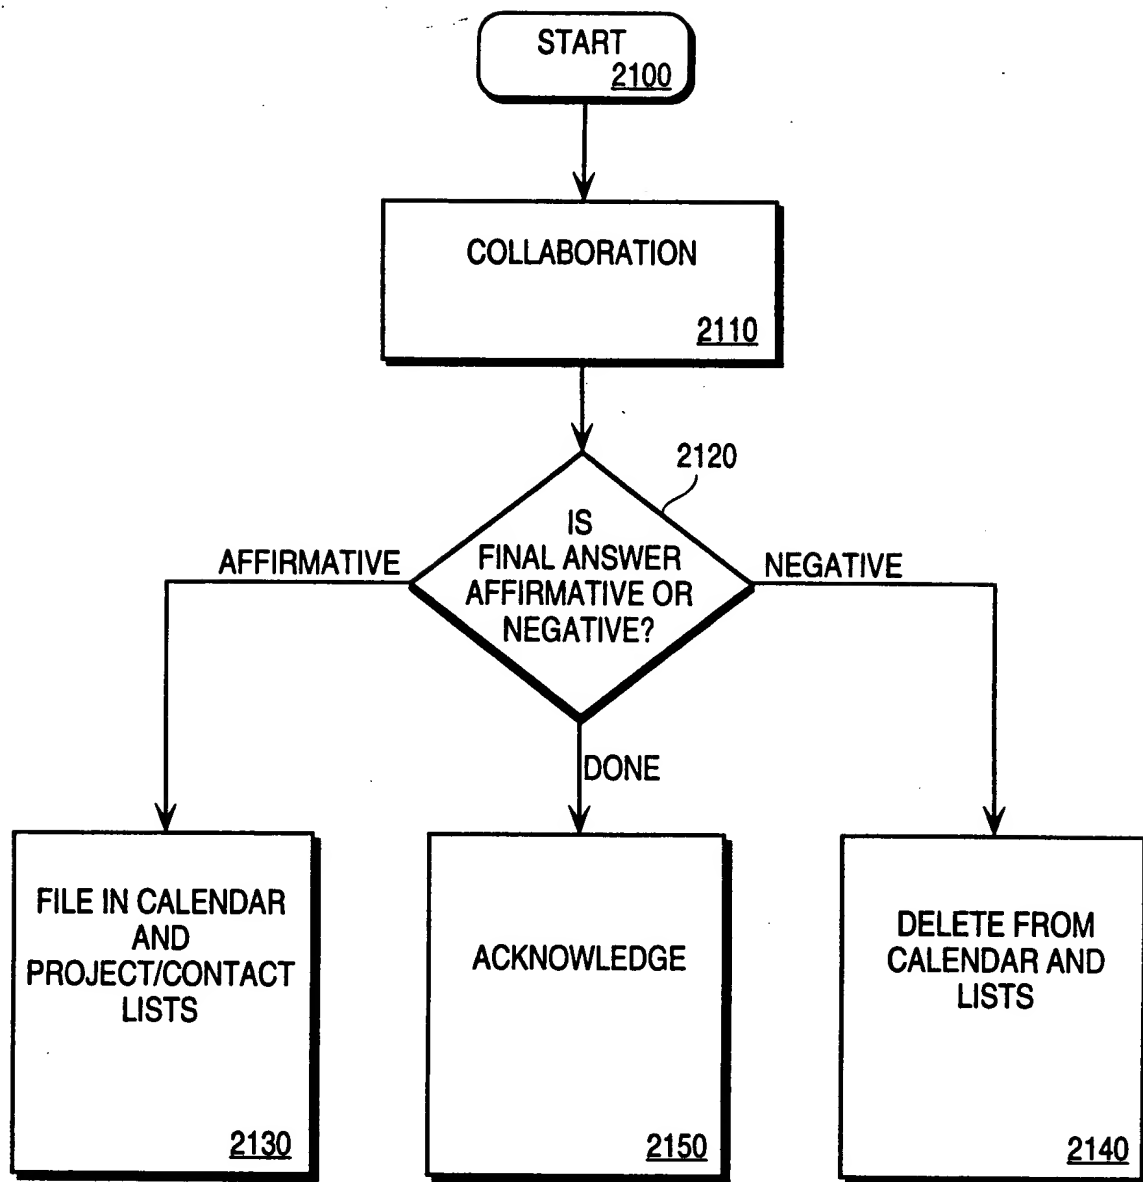 START
2100
COLLABORATION
2110
2120
IS
FINAL ANSWER
AFFIRMATIVE OR
NEGATIVE?
AFFIRMATIVE
NEGATIVE
DONE
FILE IN CALENDAR
AND
PROJECT/CONTACT
LISTS
2130
ACKNOWLEDGE
2150
DELETE FROM
CALENDAR AND
LISTS
2140